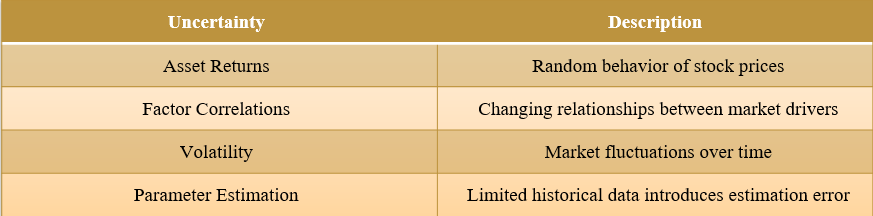 Uncertainty Description
Asset Returns Random behavior of stock prices
Factor Correlations Changing relationships between market drivers
Volatility Market fluctuations over time
Parameter Estimation Limited historical data introduces estimation error